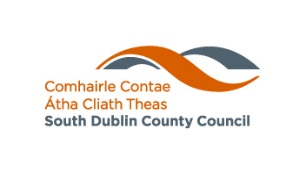 Comhairle Contae
Átha Cliath Theas
South Dublin County Council